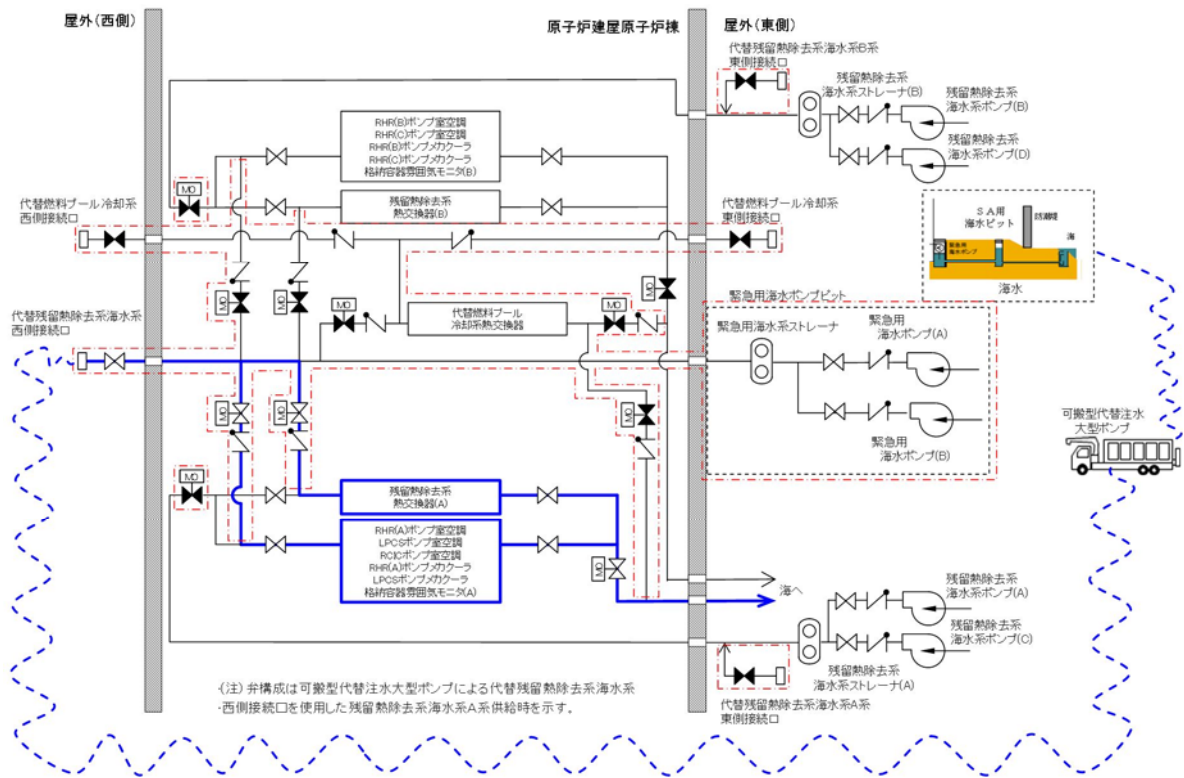 屋外(西側)
原子炉建屋原子炉棟
屋外(東側)
代替残留熱除去系海水系B系
東側接続口
残留熱除去系
海水系ストレーナ(B)
残留熱除去系
海水系ポンプ(B)
残留熱除去系
海水系ポンプ(D)
RHR(B)ポンプ室空調
RHR(C)ポンプ室空調
RHR(B)ポンプメカクーラ
RHR(C)ポンプメカクーラ
格納容器雰囲気モニタ(B)
MO
残留熱除去系
熱交換器(B)
代替燃料プール冷却系
西側接続口
代替燃料プール冷却系
東側接続口
SA用
海水ピット
防潮堤
海
緊急用
海水ポンプ
海水
MO
MO
MO
MO
MO
代替燃料プール
冷却系熱交換器
緊急用海水ポンプピット
代替残留熱除去系海水系
西側接続口
緊急用海水系ストレーナ
緊急用
海水ポンプ(A)
緊急用
海水ポンプ(B)
可搬型代替注水
大型ポンプ
MO
MO
MO
MO
残留熱除去系
熱交換器(A)
RHR(A)ポンプ室空調
LPCSポンプ室空調
RCICポンプ室空調
RHR(A)ポンプメカクーラ
LPCSポンプメカクーラ
格納容器雰囲気モニタ(A)
MO
海へ
残留熱除去系
海水系ポンプ(A)
残留熱除去系
海水系ポンプ(C)
残留熱除去系
海水系ストレーナ(A)
代替残留熱除去系海水系A系
東側接続口
(注) 弁構成は可搬型代替注水大型ポンプによる代替残留熱除去系海水系
西側接続口を使用した残留熱除去系海水系A系供給時を示す。